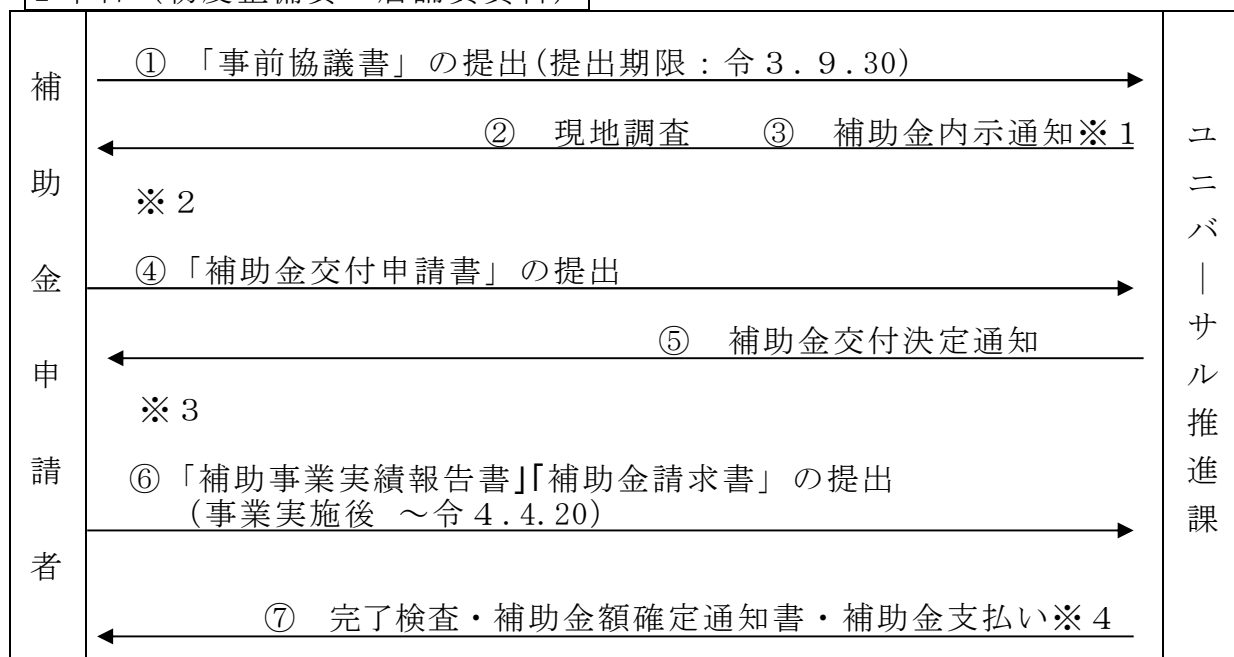 補助金申請者
① 「事前協議書」の提出(提出期限：令３．９.30)
② 現地調査　③ 補助金内示通知※１
※２
④「補助金交付申請書」の提出
⑤　補助金交付決定通知
※３
⑥「補助事業実績報告書」「補助金請求書」の提出
(事業実施後 ～令４.4.20)
⑦　完了検査・補助金額確定通知書・補助金支払い※４
ユニバ―サル推進課